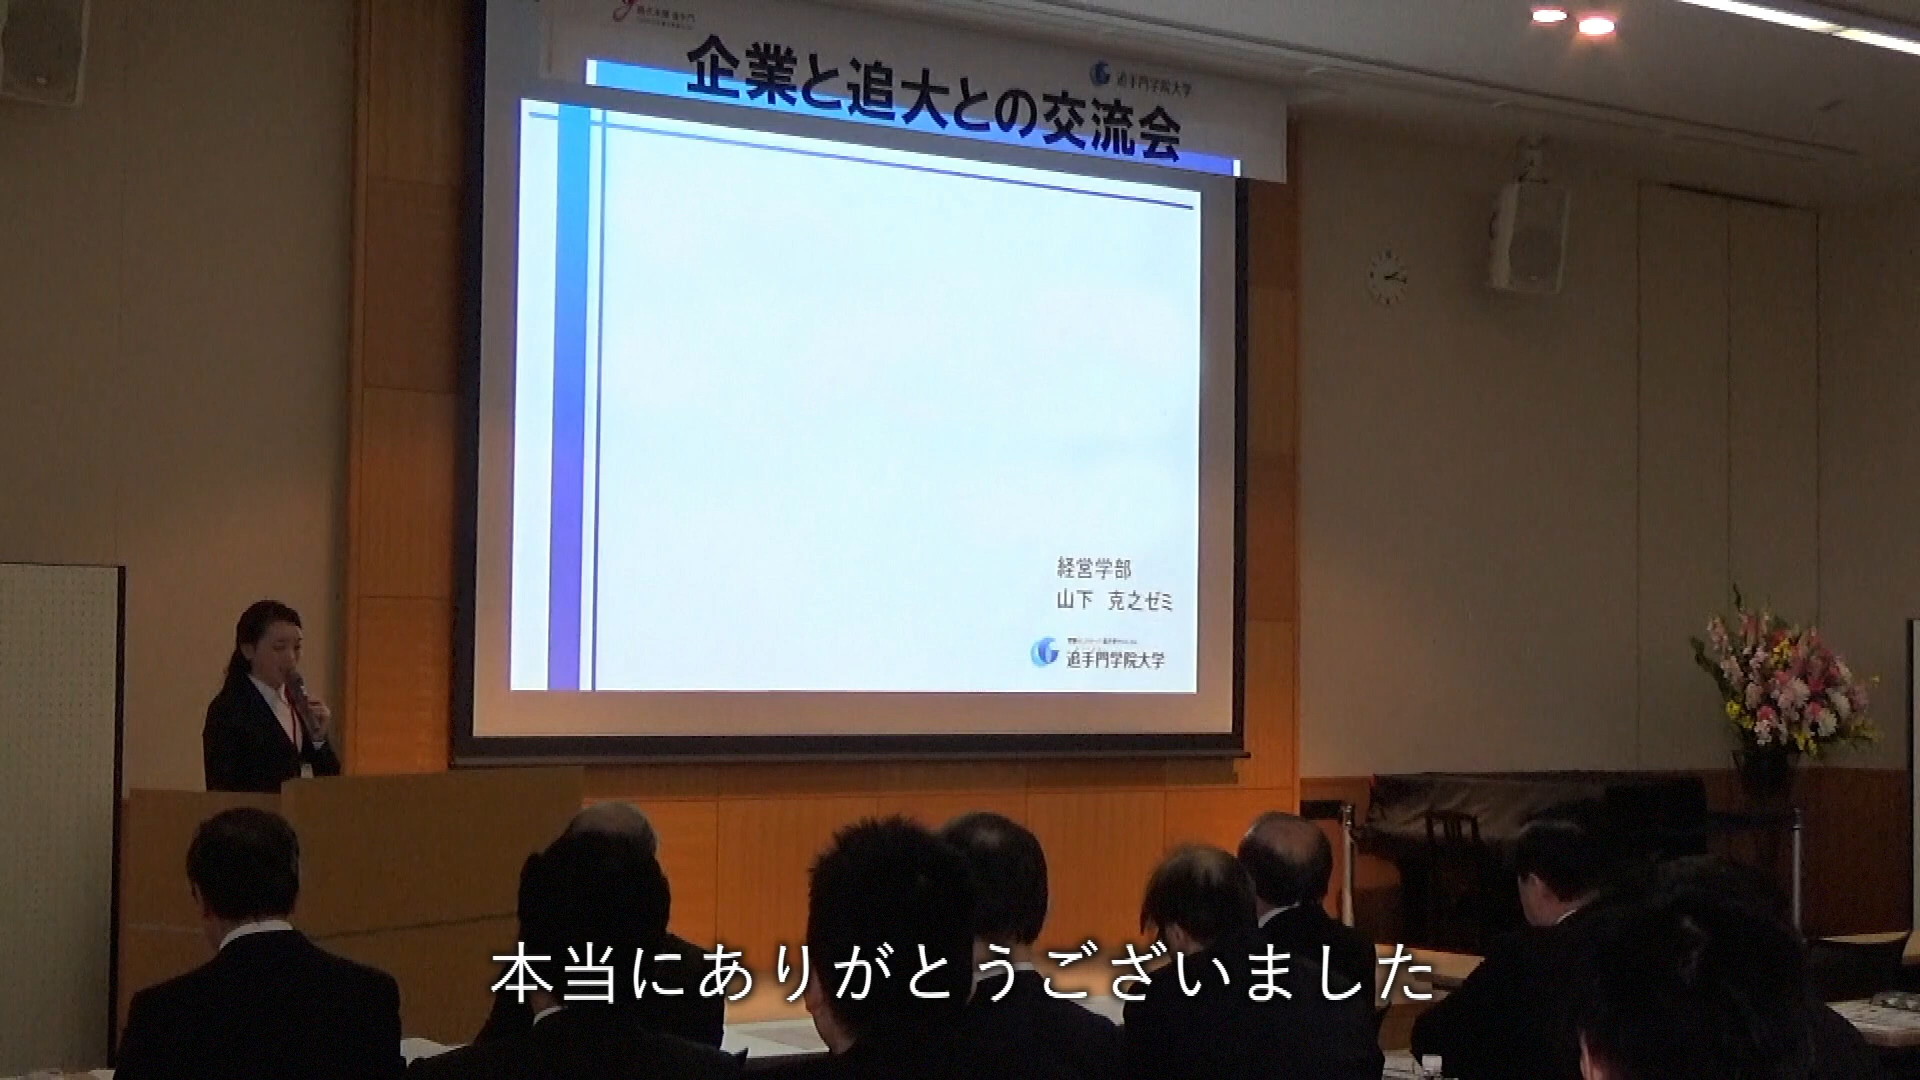 企業と追大との交流会
追手門学院大学
経営学部
山下 克之ゼミ
追手門学院大学
本当にありがとうございました